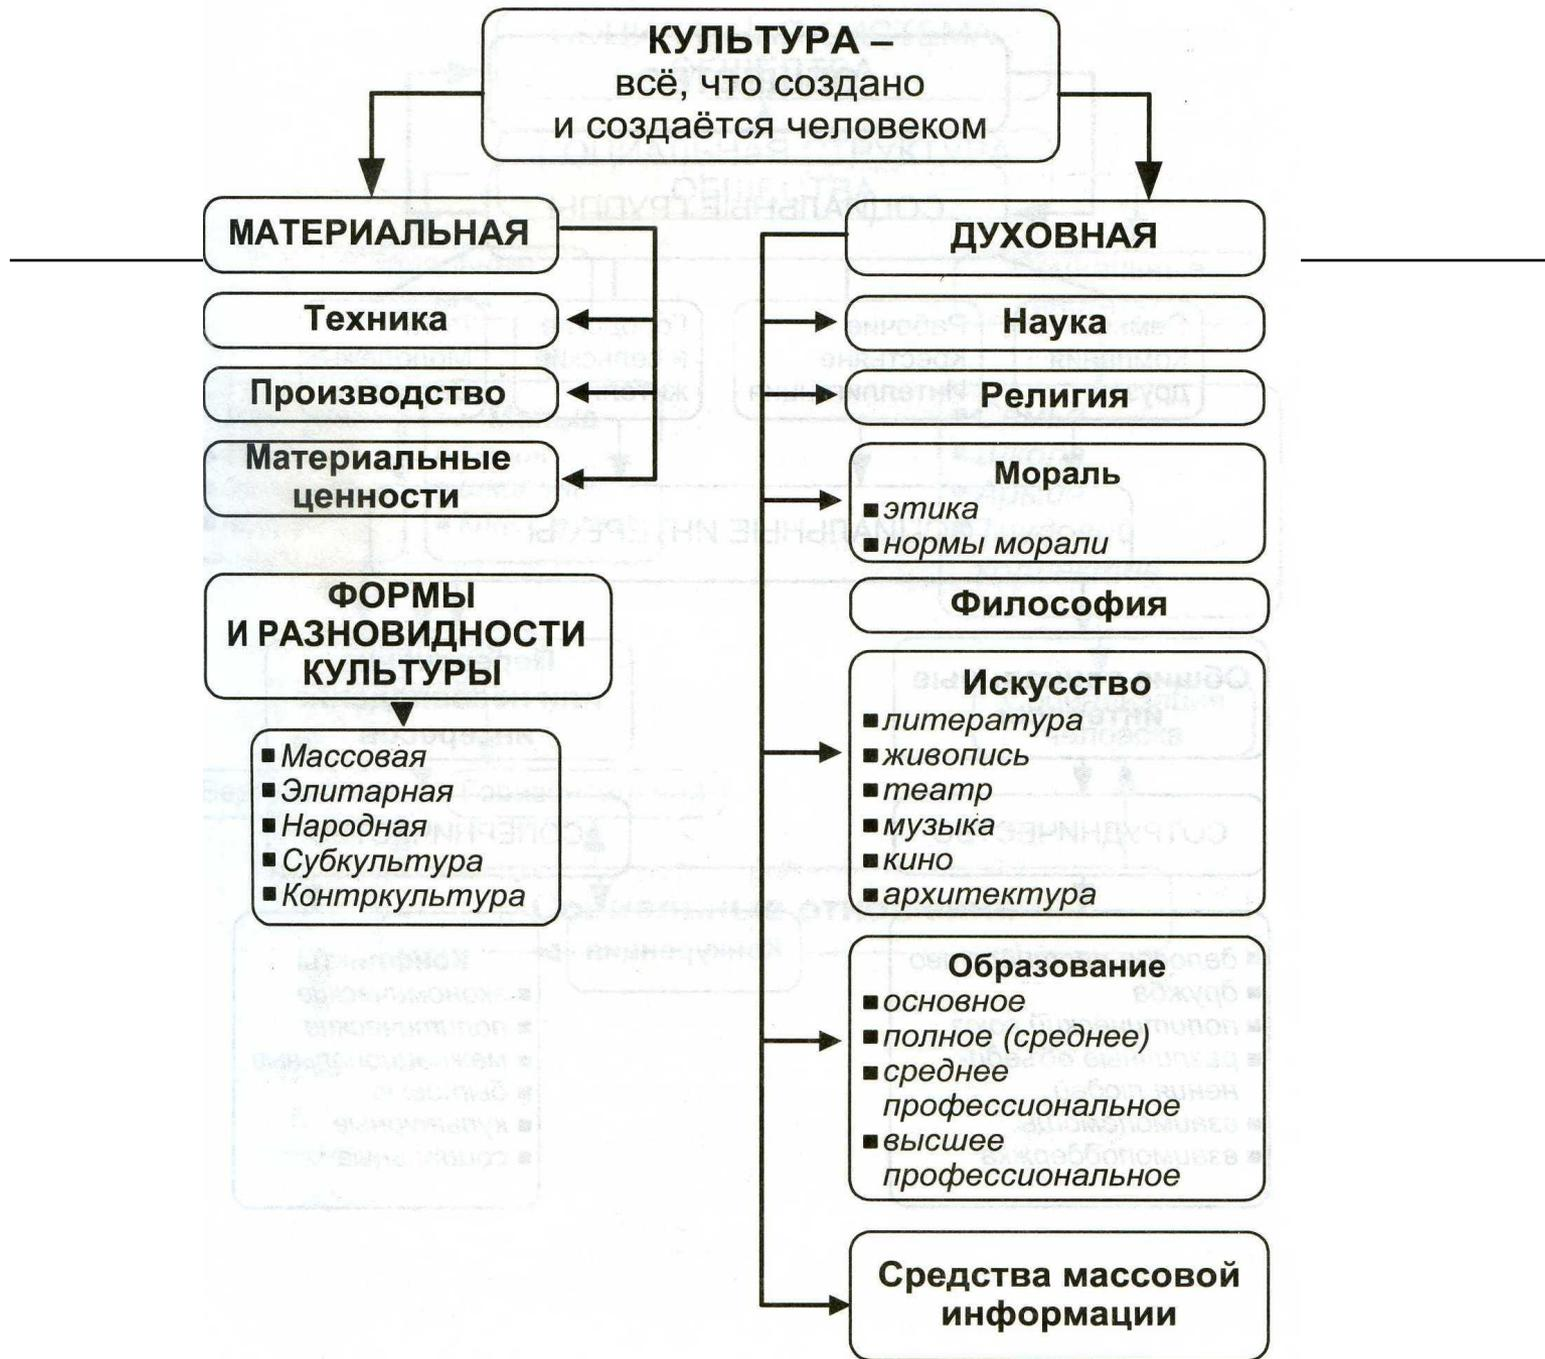 КУЛЬТУРА –
всё, что создано
и создаётся человеком
МАТЕРИАЛЬНАЯ
Техника
Производство
Материальные
ценности
ФОРМЫ
И РАЗНОВИДНОСТИ
КУЛЬТУРЫ
■ Массовая
■ Элитарная
■ Народная
■ Субкультура
■ Контркультура
ДУХОВНАЯ
Наука
Религия
Мораль
■ этика
■ нормы морали
Философия
Искусство
■ литература
■ живопись
■ театр
■ музыка
■ кино
■ архитектура
Образование
■ основное
■ полное (среднее)
■ среднее
профессиональное
■ высшее
профессиональное
Средства массовой
информации